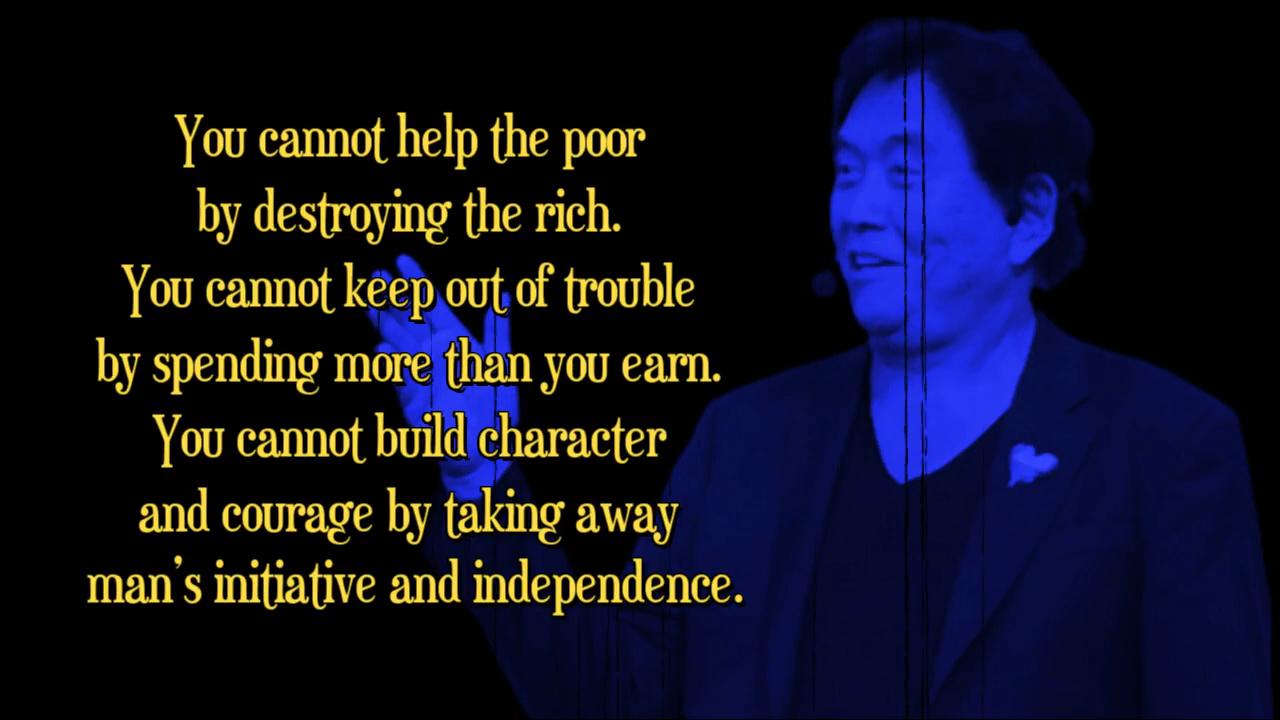 You cannot help the poor
by destroying the rich.
You cannot keep out of trouble
by spending more than you earn.
You cannot build character
and courage by taking away
man's initiative and independence.